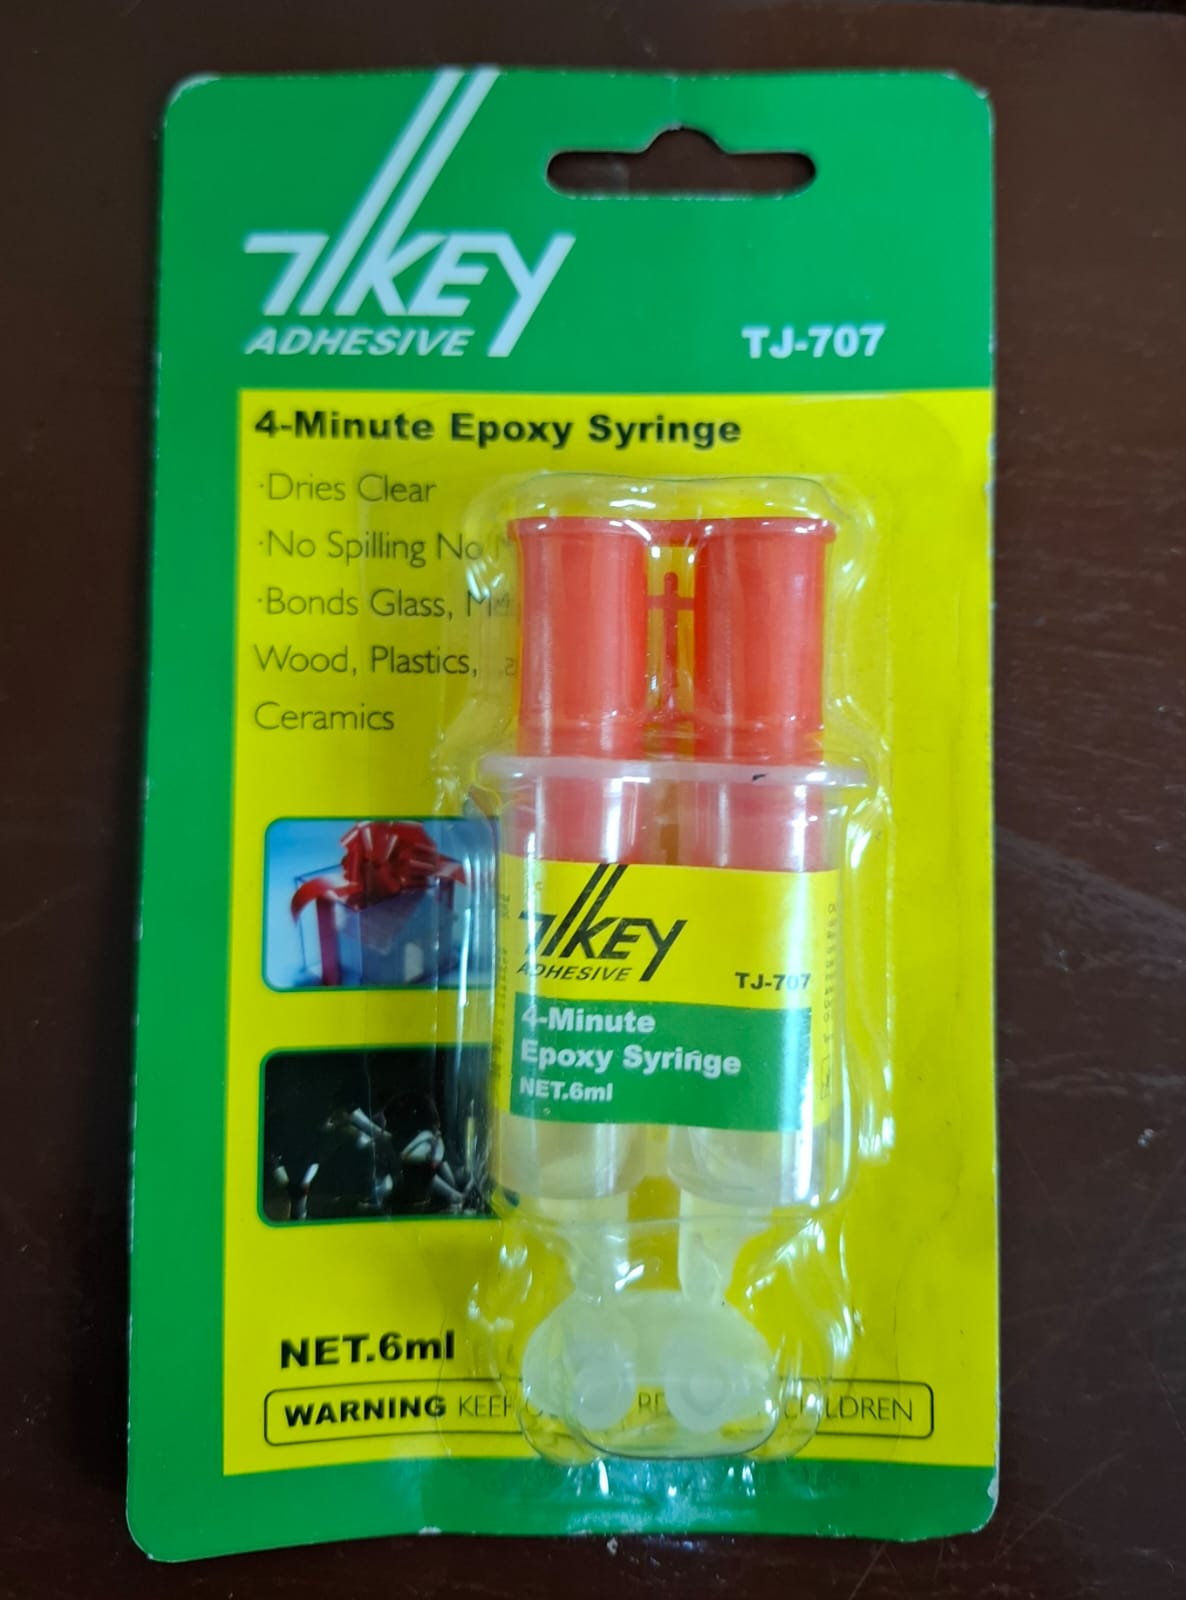 7KEY
ADHESIVE
TJ-707
4-Minute Epoxy Syringe
·Dries Clear
·No Spilling No
·Bonds Glass,
Wood, Plastics,
Ceramics
7KEY
ADHESIVE
TJ-707
4-Minute
Epoxy Syringe
NET.6ml
NET.6ml
WARNING KEEP CHILDREN